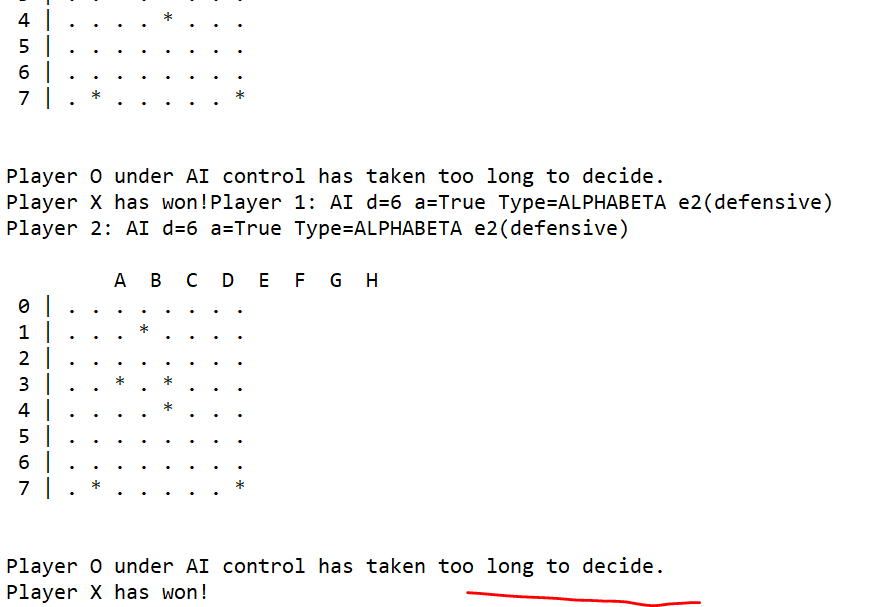 4 | . . . . * . . .
5 | . . . . . . . .
6 | . . . . . . . .
7 | . * . . . . . *
Player O under AI control has taken too long to decide.
Player X has won!Player 1: AI d=6 a=True Type=ALPHABETA e2(defensive)
Player 2: AI d=6 a=True Type=ALPHABETA e2(defensive)
A B C D E F G H
0 | . . . . . . . .
1 | . . . * . . . .
2 | . . . . . . . .
3 | . . * . * . . .
4 | . . . . * . . .
5 | . . . . . . . .
6 | . . . . . . . .
7 | . * . . . . . *
Player O under AI control has taken too long to decide.
Player X has won!